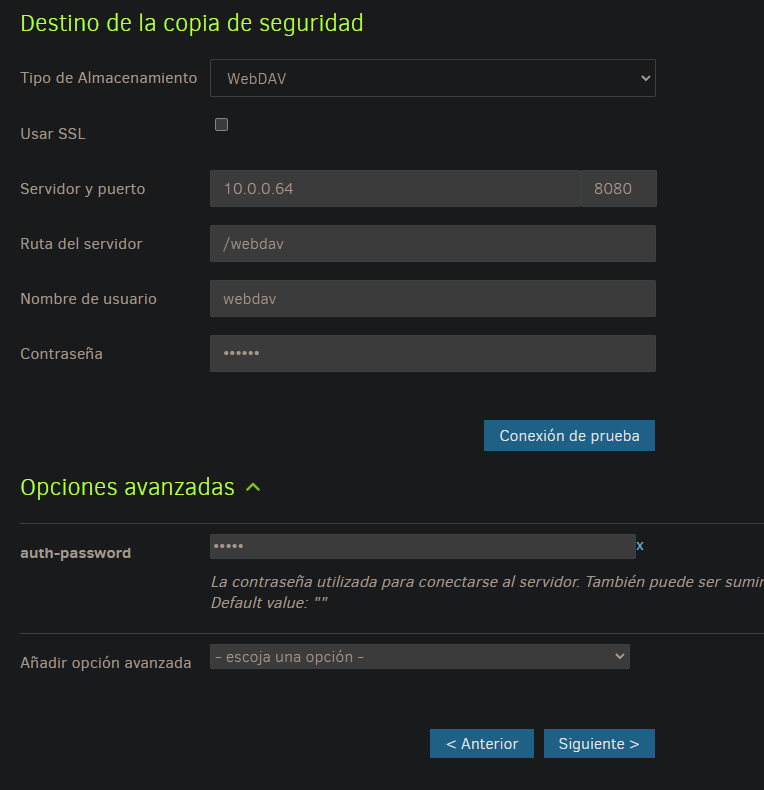 Destino de la copia de seguridad
Tipo de Almacenamiento
WebDAV
Usar SSL
Servidor y puerto
10.0.0.64
8080
Ruta del servidor
/webdav
Nombre de usuario
webdav
Contraseña
••••••
Conexión de prueba
Opciones avanzadas
auth-password
•••••
x
La contraseña utilizada para conectarse al servidor. También puede ser sumin
Default value: ""
Añadir opción avanzada
- escoja una opción -
< Anterior
Siguiente >